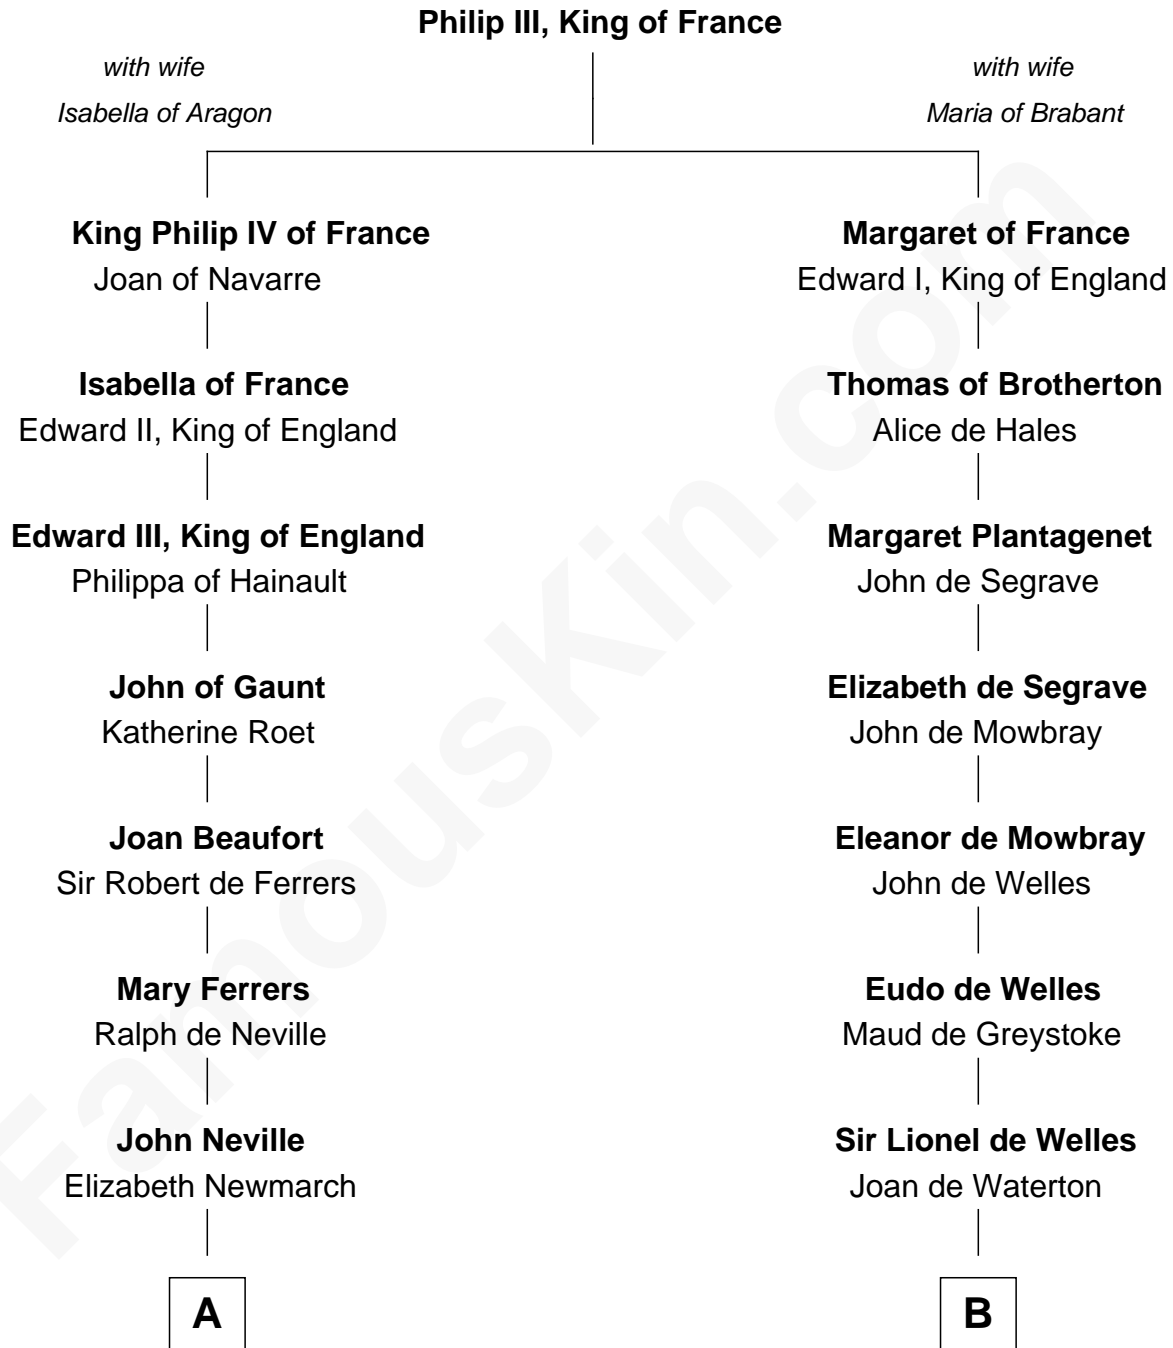 Philip III, King of France
with wife
Isabella of Aragon
with wife
Maria of Brabant
King Philip IV of France
Joan of Navarre
Margaret of France
Edward I, King of England
Isabella of France
Edward II, King of England
Thomas of Brotherton
Alice de Hales
Edward III, King of England
Philippa of Hainault
Margaret Plantagenet
John de Segrave
John of Gaunt
Katherine Roet
Elizabeth de Segrave
John de Mowbray
Joan Beaufort
Sir Robert de Ferrers
Eleanor de Mowbray
John de Welles
Mary Ferrers
Ralph de Neville
Eudo de Welles
Maud de Greystoke
John Neville
Elizabeth Newmarch
Sir Lionel de Welles
Joan de Waterton
A
B
FamousKin.com